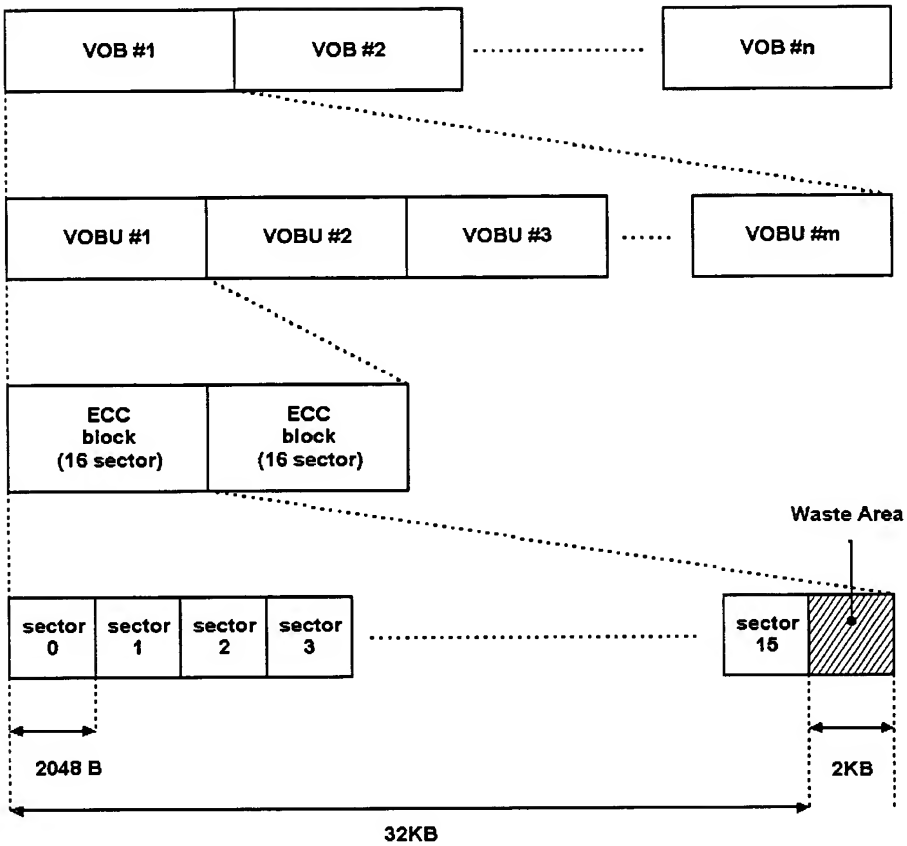 VOB #1
VOB #2
VOB #n
VOBU #1
VOBU #2
VOBU #3
VOBU #m
ECC
block
(16 sector)
ECC
block
(16 sector)
Waste Area
sector
0
sector
1
sector
2
sector
3
sector
15
2048 B
2KB
32KB